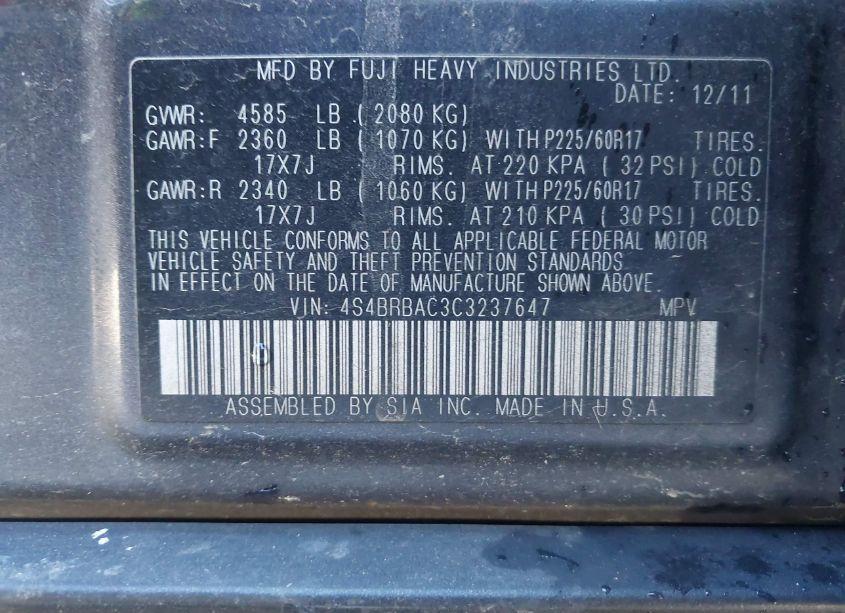 MFD BY FUJI HEAVY INDUSTRIES LTD.
DATE: 12/11
GVWR: 4585 LB ( 2080 KG)
GAWR:F 2360 LB ( 1070 KG) WITH P225/60R17 TIRES.
17X7J RIMS. AT 220 KPA ( 32 PSI) COLD
GAWR:R 2340 LB ( 1060 KG) WITH P225/60R17 TIRES.
17X7J RIMS. AT 210 KPA ( 30 PSI) COLD
THIS VEHICLE CONFORMS TO ALL APPLICABLE FEDERAL MOTOR
VEHICLE SAFETY AND THEFT PREVENTION STANDARDS
IN EFFECT ON THE DATE OF MANUFACTURE SHOWN ABOVE.
VIN: 4S4BRBAC3C3237647 MPV
ASSEMBLED BY SIA INC. MADE IN U.S.A.